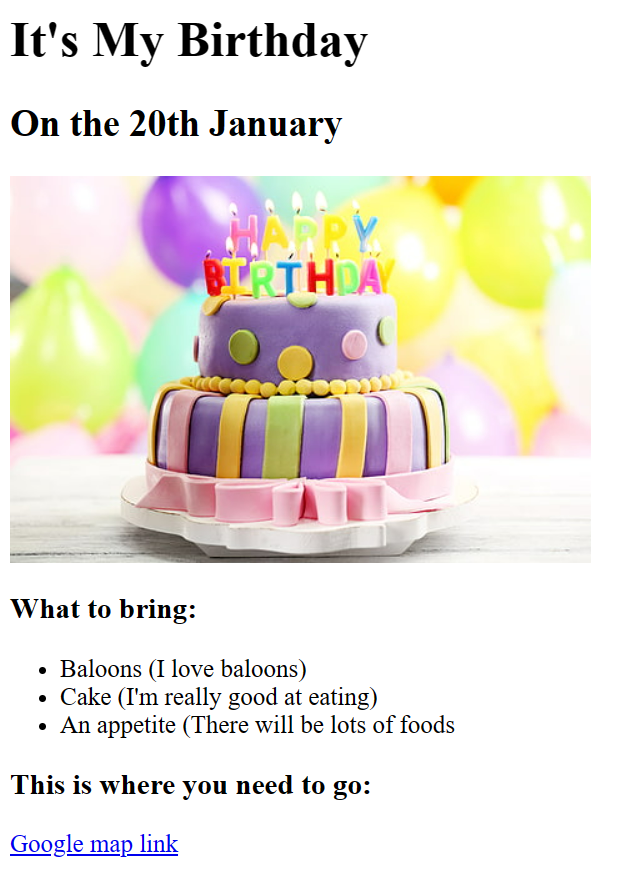 It's My Birthday
On the 20th January
HAPPY
BIRTHDAY
What to bring:
Baloons (I love baloons)
Cake (I'm really good at eating)
An appetite (There will be lots of foods
This is where you need to go:
Google map link